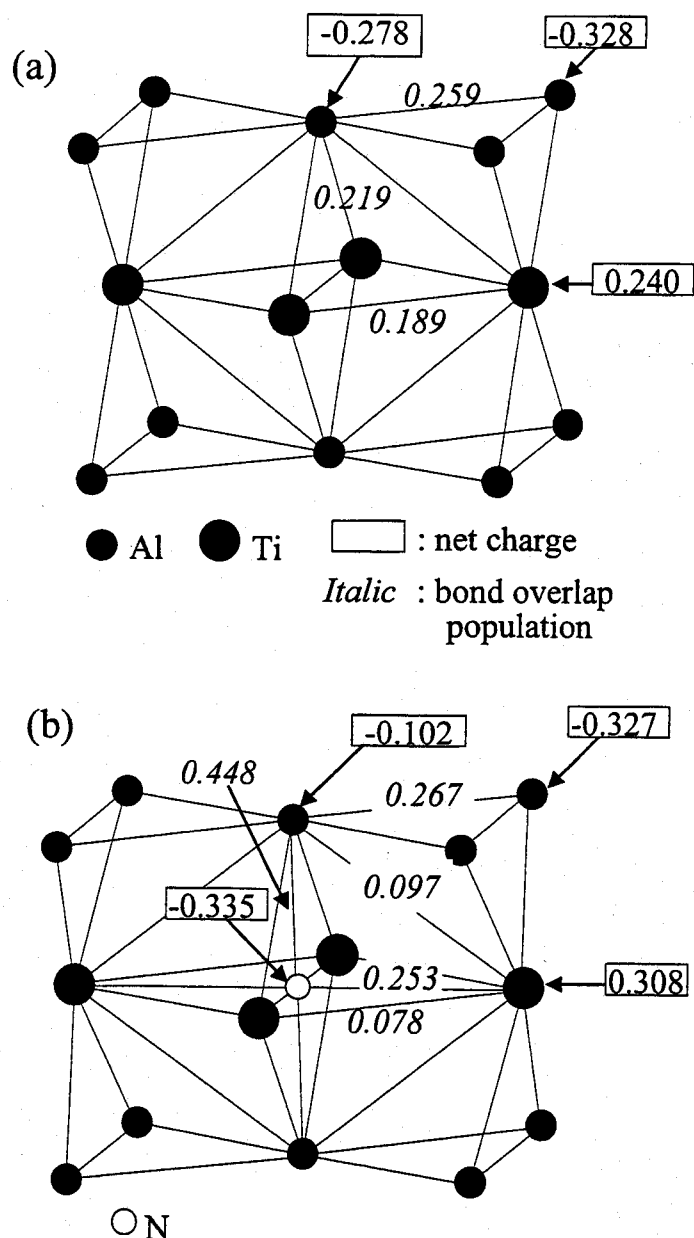 (a)
-0.278
-0.328
0.259
0.219
0.240
0.189
Al
Ti
: net charge
Italic : bond overlap
population
(b)
-0.102
-0.327
0.448
0.267
0.097
-0.335
0.253
0.308
0.078
N